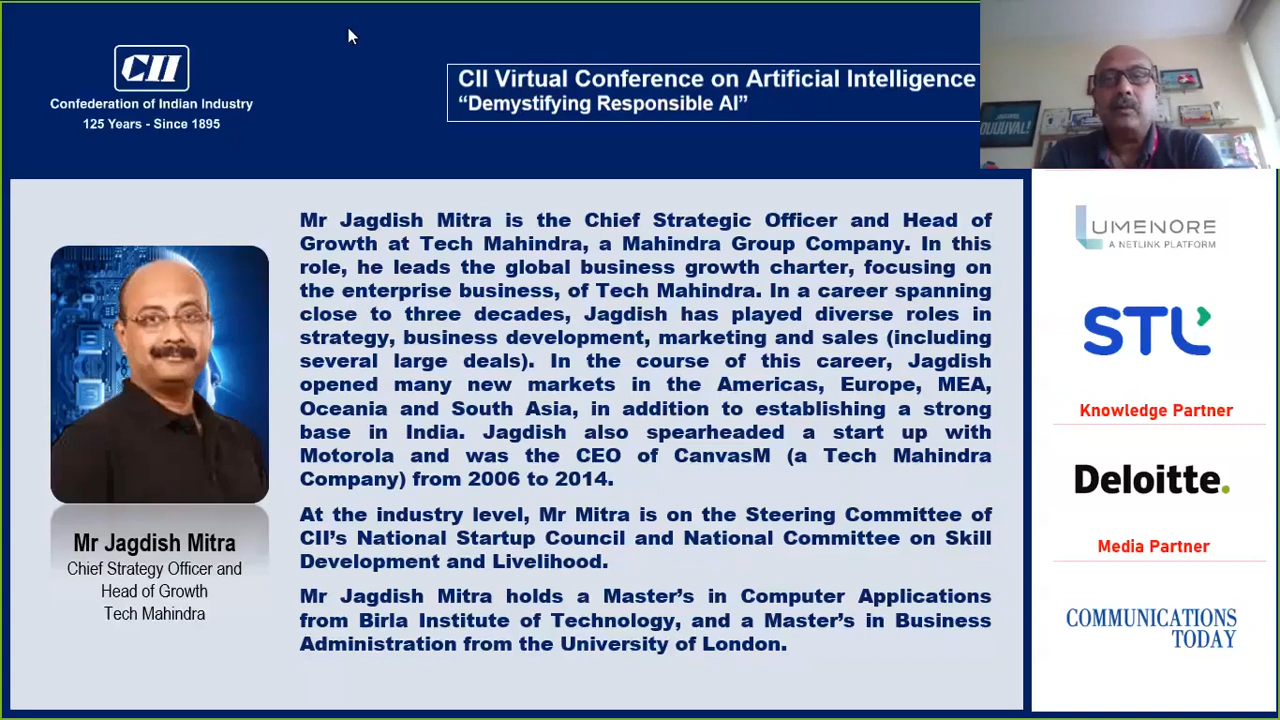 CII
Confederation of Indian Industry
125 Years - Since 1895
CII Virtual Conference on Artificial Intelligence
“Demystifying Responsible AI”
Mr Jagdish Mitra is the Chief Strategic Officer and Head of
Growth at Tech Mahindra, a Mahindra Group Company. In this
role, he leads the global business growth charter, focusing on
the enterprise business, of Tech Mahindra. In a career spanning
close to three decades, Jagdish has played diverse roles in
strategy, business development, marketing and sales (including
several large deals). In the course of this career, Jagdish
opened many new markets in the Americas, Europe, MEA,
Oceania and South Asia, in addition to establishing a strong
base in India. Jagdish also spearheaded a start up with
Motorola and was the CEO of CanvasM (a Tech Mahindra
Company) from 2006 to 2014.
At the industry level, Mr Mitra is on the Steering Committee of
CII’s National Startup Council and National Committee on Skill
Development and Livelihood.
Mr Jagdish Mitra holds a Master’s in Computer Applications
from Birla Institute of Technology, and a Master’s in Business
Administration from the University of London.
Mr Jagdish Mitra
Chief Strategy Officer and
Head of Growth
Tech Mahindra
LUMENORE
A NETLINK PLATFORM
STL
Knowledge Partner
Deloitte.
Media Partner
COMMUNICATIONS
TODAY